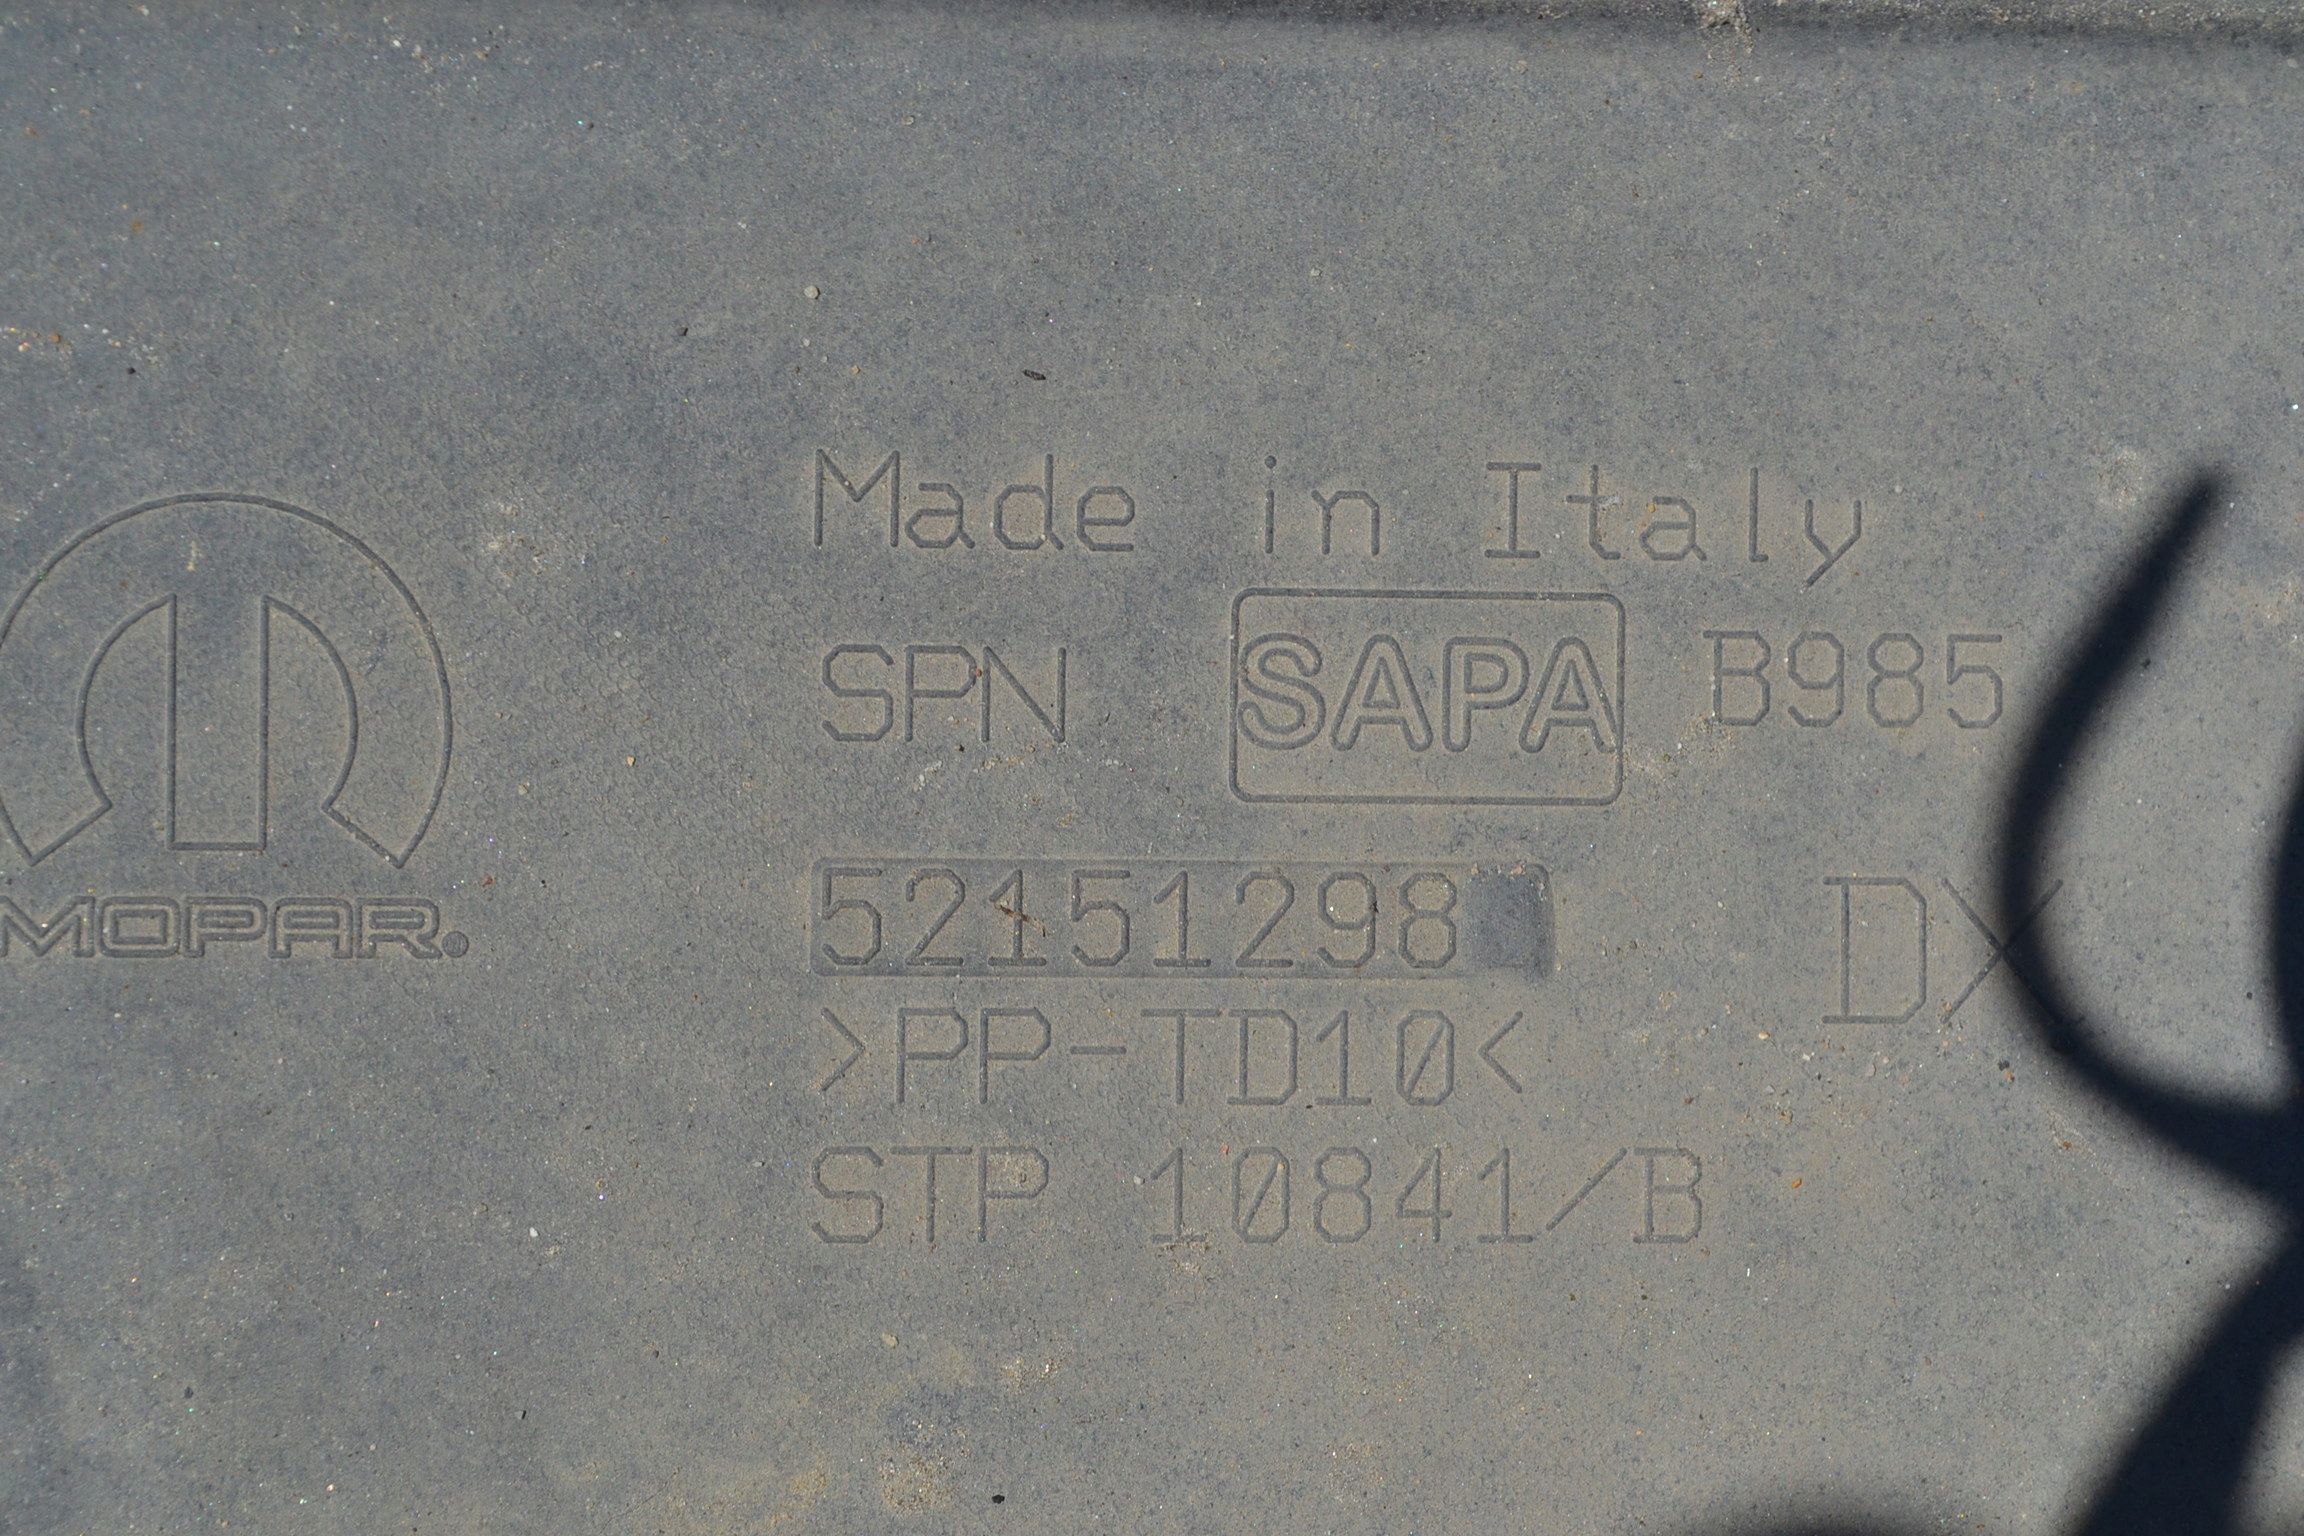 Made in Italy
SPN SAPA B985
MOPAR®
52151298 DX
>PP-TD10<
STP 10841/B